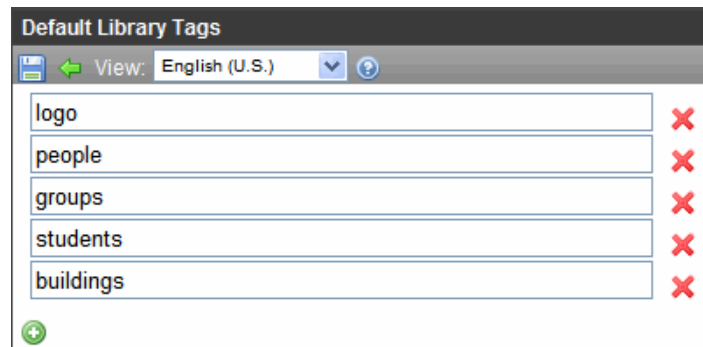 Default Library Tags
View: English (U.S.)
logo
people
groups
students
buildings